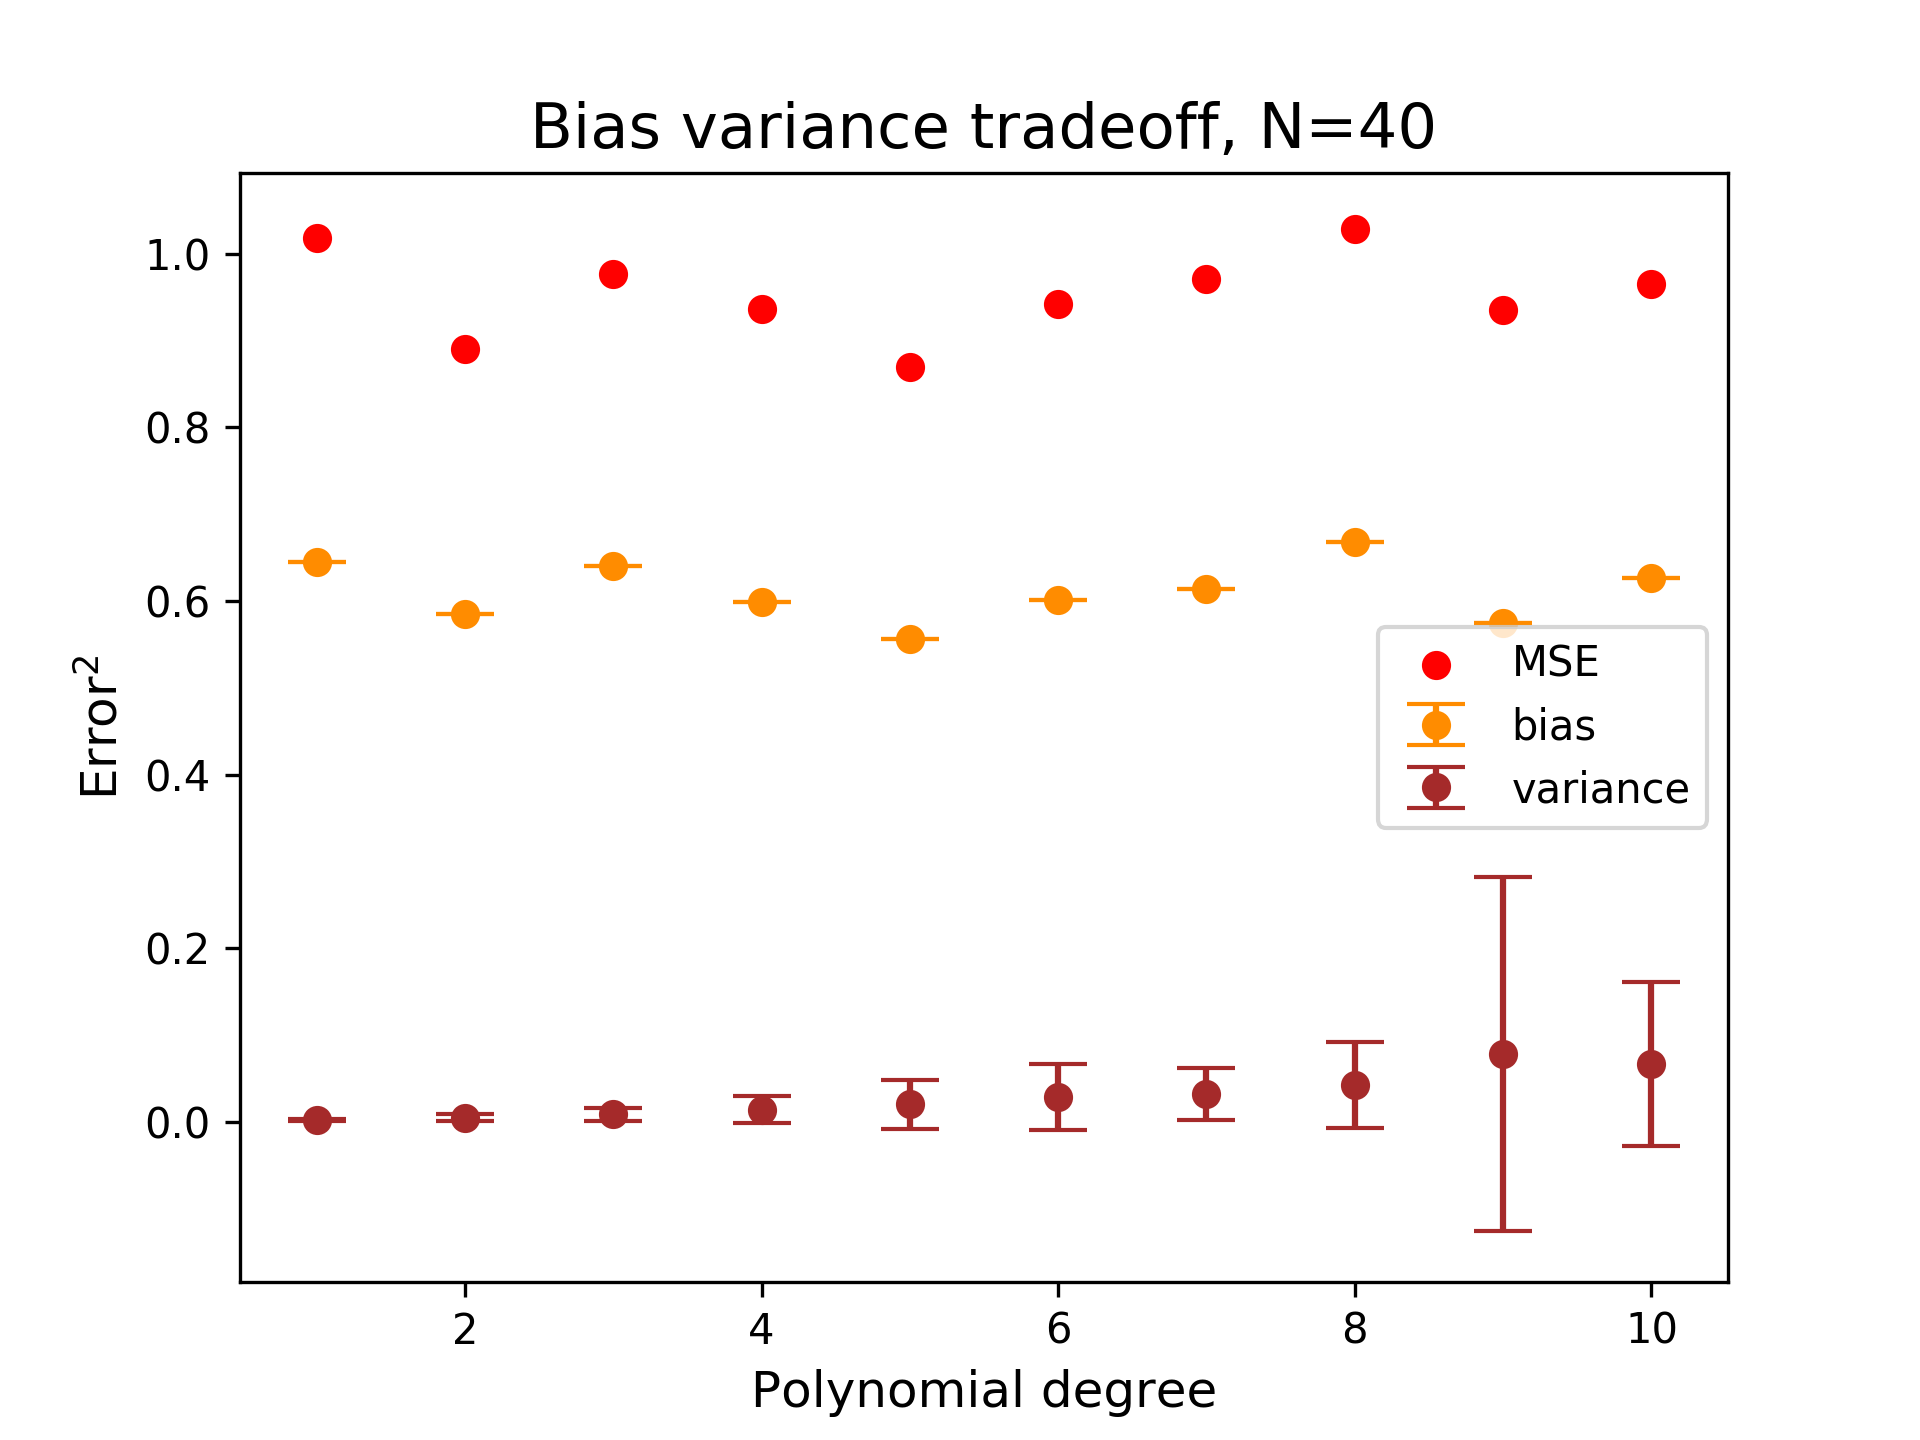 Bias variance tradeoff, N=40
1.0
0.8
0.6
0.4
0.2
0.0
Error²
MSE
bias
variance
2 4 6 8 10
Polynomial degree